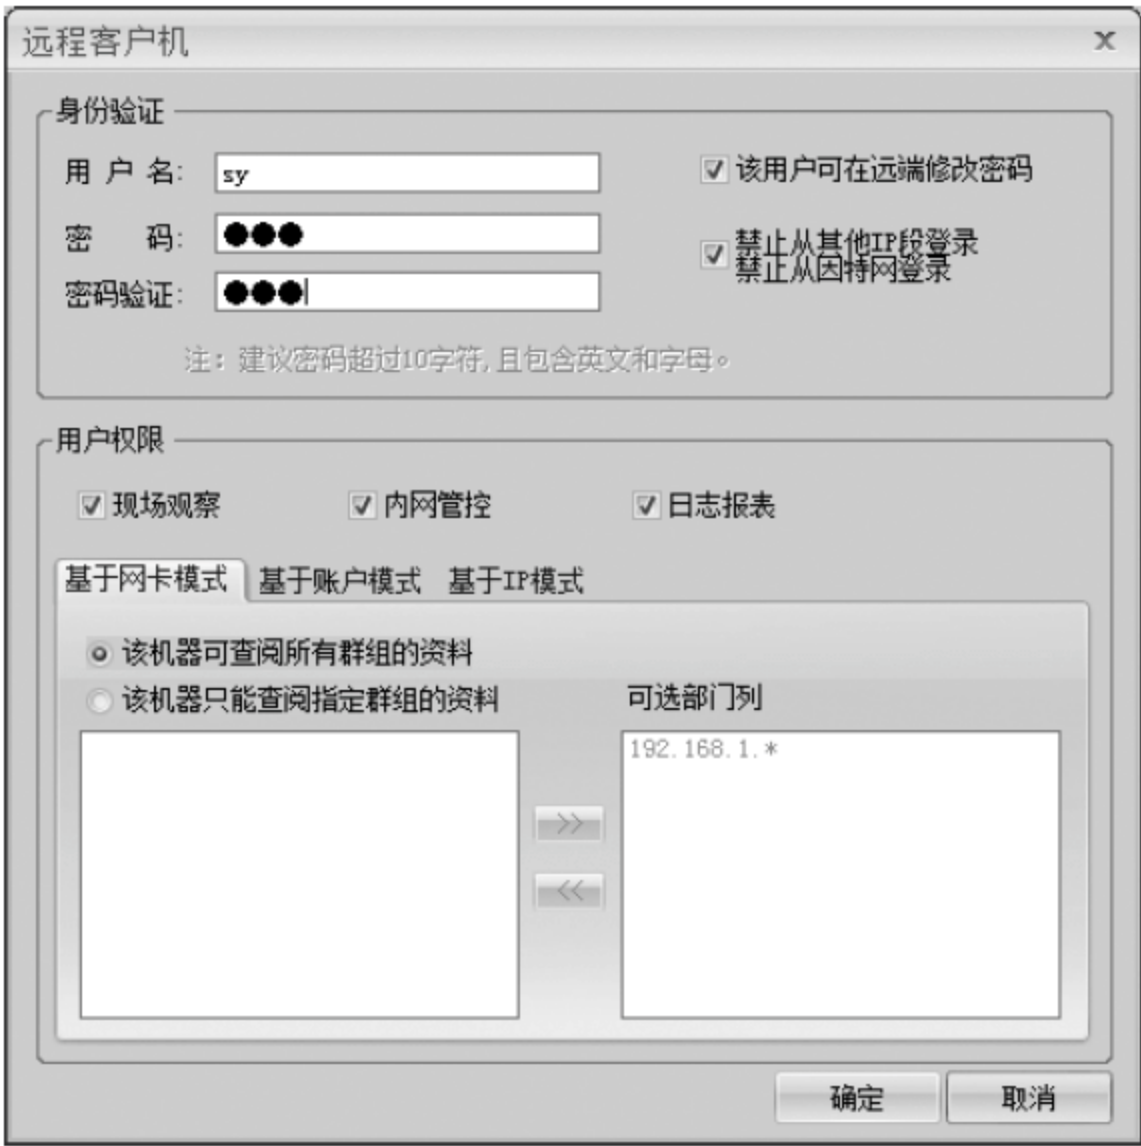 远程客户机
身份验证
用 户 名: sy
该用户可在远端修改密码
密 码: ●●●
禁止从其他IP段登录
禁止从因特网登录
密码验证: ●●●
注: 建议密码超过10字符,且包含英文和字母。
用户权限
现场观察 内网管控 日志报表
基于网卡模式 基于账户模式 基于IP模式
该机器可查阅所有群组的资料
该机器只能查阅指定群组的资料 可选部门列
192.168.1.*
>>
<<
确定 取消